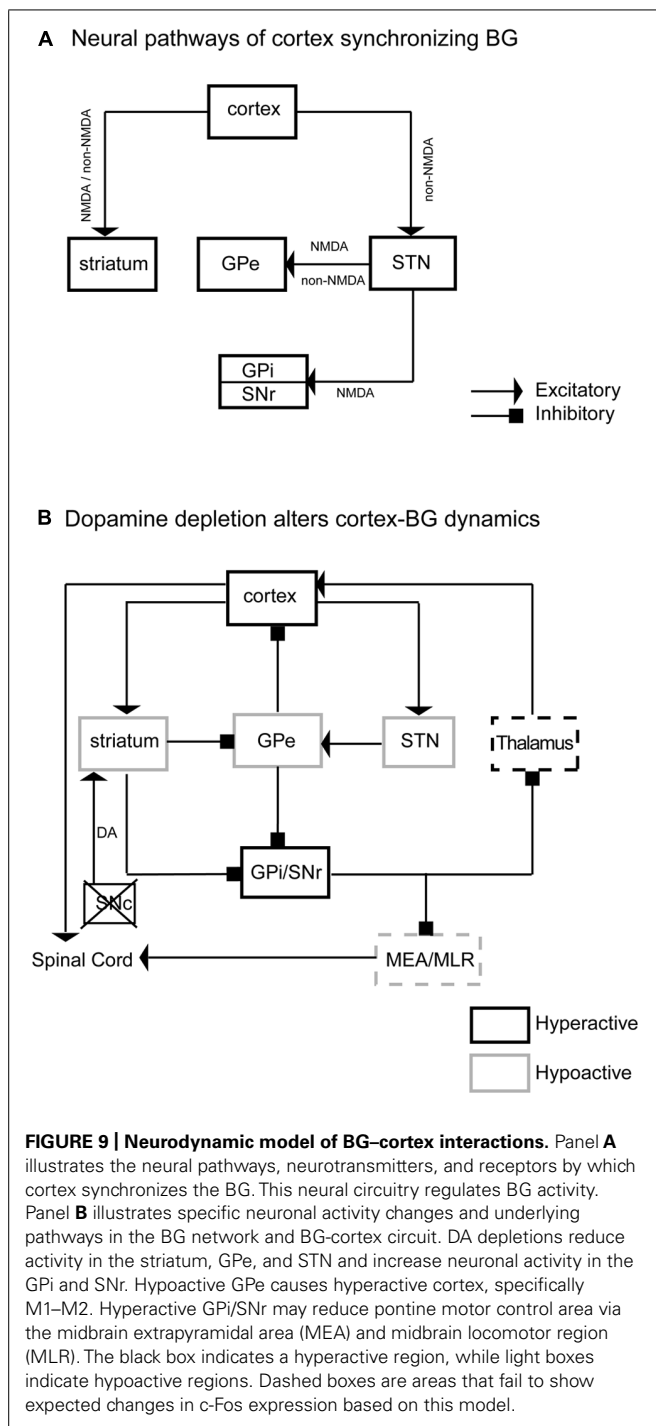 A Neural pathways of cortex synchronizing BG
cortex
NMDA / non-NMDA
non-NMDA
striatum
GPe
NMDA
non-NMDA
STN
GPi
SNr
NMDA
Excitatory
Inhibitory
B Dopamine depletion alters cortex-BG dynamics
cortex
striatum
GPe
STN
Thalamus
DA
GPi/SNr
SNc
Spinal Cord
MEA/MLR
Hyperactive
Hypoactive
FIGURE 9 | Neurodynamic model of BG–cortex interactions. Panel A
illustrates the neural pathways, neurotransmitters, and receptors by which
cortex synchronizes the BG. This neural circuitry regulates BG activity.
Panel B illustrates specific neuronal activity changes and underlying
pathways in the BG network and BG-cortex circuit. DA depletions reduce
activity in the striatum, GPe, and STN and increase neuronal activity in the
GPi and SNr. Hypoactive GPe causes hyperactive cortex, specifically
M1–M2. Hyperactive GPi/SNr may reduce pontine motor control area via
the midbrain extrapyramidal area (MEA) and midbrain locomotor region
(MLR). The black box indicates a hyperactive region, while light boxes
indicate hypoactive regions. Dashed boxes are areas that fail to show
expected changes in c-Fos expression based on this model.